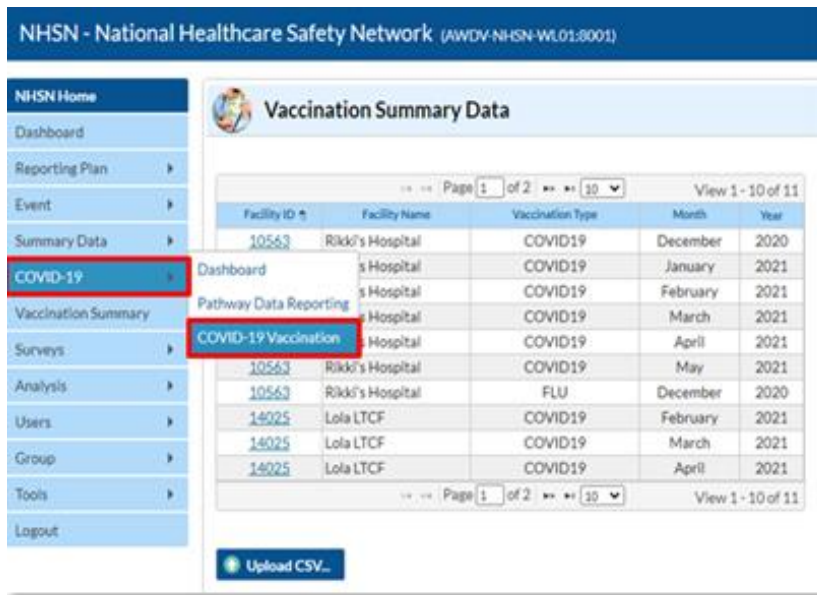 NHSN - National Healthcare Safety Network (AWDV-NHSN-WL01:8001)
NHSN Home
Dashboard
Reporting Plan
Event
Summary Data
COVID-19
Vaccination Summary
Surveys
Analysis
Users
Group
Tools
Logout
Dashboard
Pathway Data Reporting
COVID-19 Vaccination
Vaccination Summary Data
Page 1 of 2 10 View 1 - 10 of 11
Facility ID Facility Name Vaccination Type Month Year
10563 Rikki's Hospital COVID19 December 2020
s Hospital COVID19 January 2021
s Hospital COVID19 February 2021
s Hospital COVID19 March 2021
s Hospital COVID19 April 2021
10563 Rikki's Hospital COVID19 May 2021
10563 Rikki's Hospital FLU December 2020
14025 Lola LTCF COVID19 February 2021
14025 Lola LTCF COVID19 March 2021
14025 Lola LTCF COVID19 April 2021
Page 1 of 2 10 View 1 - 10 of 11
Upload CSV...